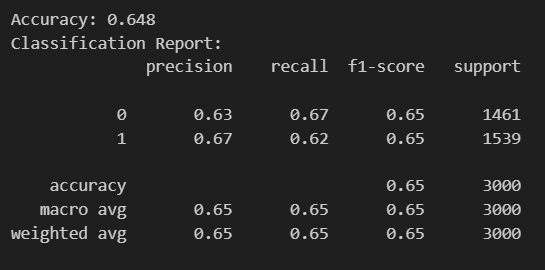 Accuracy: 0.648
Classification Report:
              precision    recall  f1-score   support

           0       0.63      0.67      0.65      1461
           1       0.67      0.62      0.65      1539

    accuracy                           0.65      3000
   macro avg       0.65      0.65      0.65      3000
weighted avg       0.65      0.65      0.65      3000